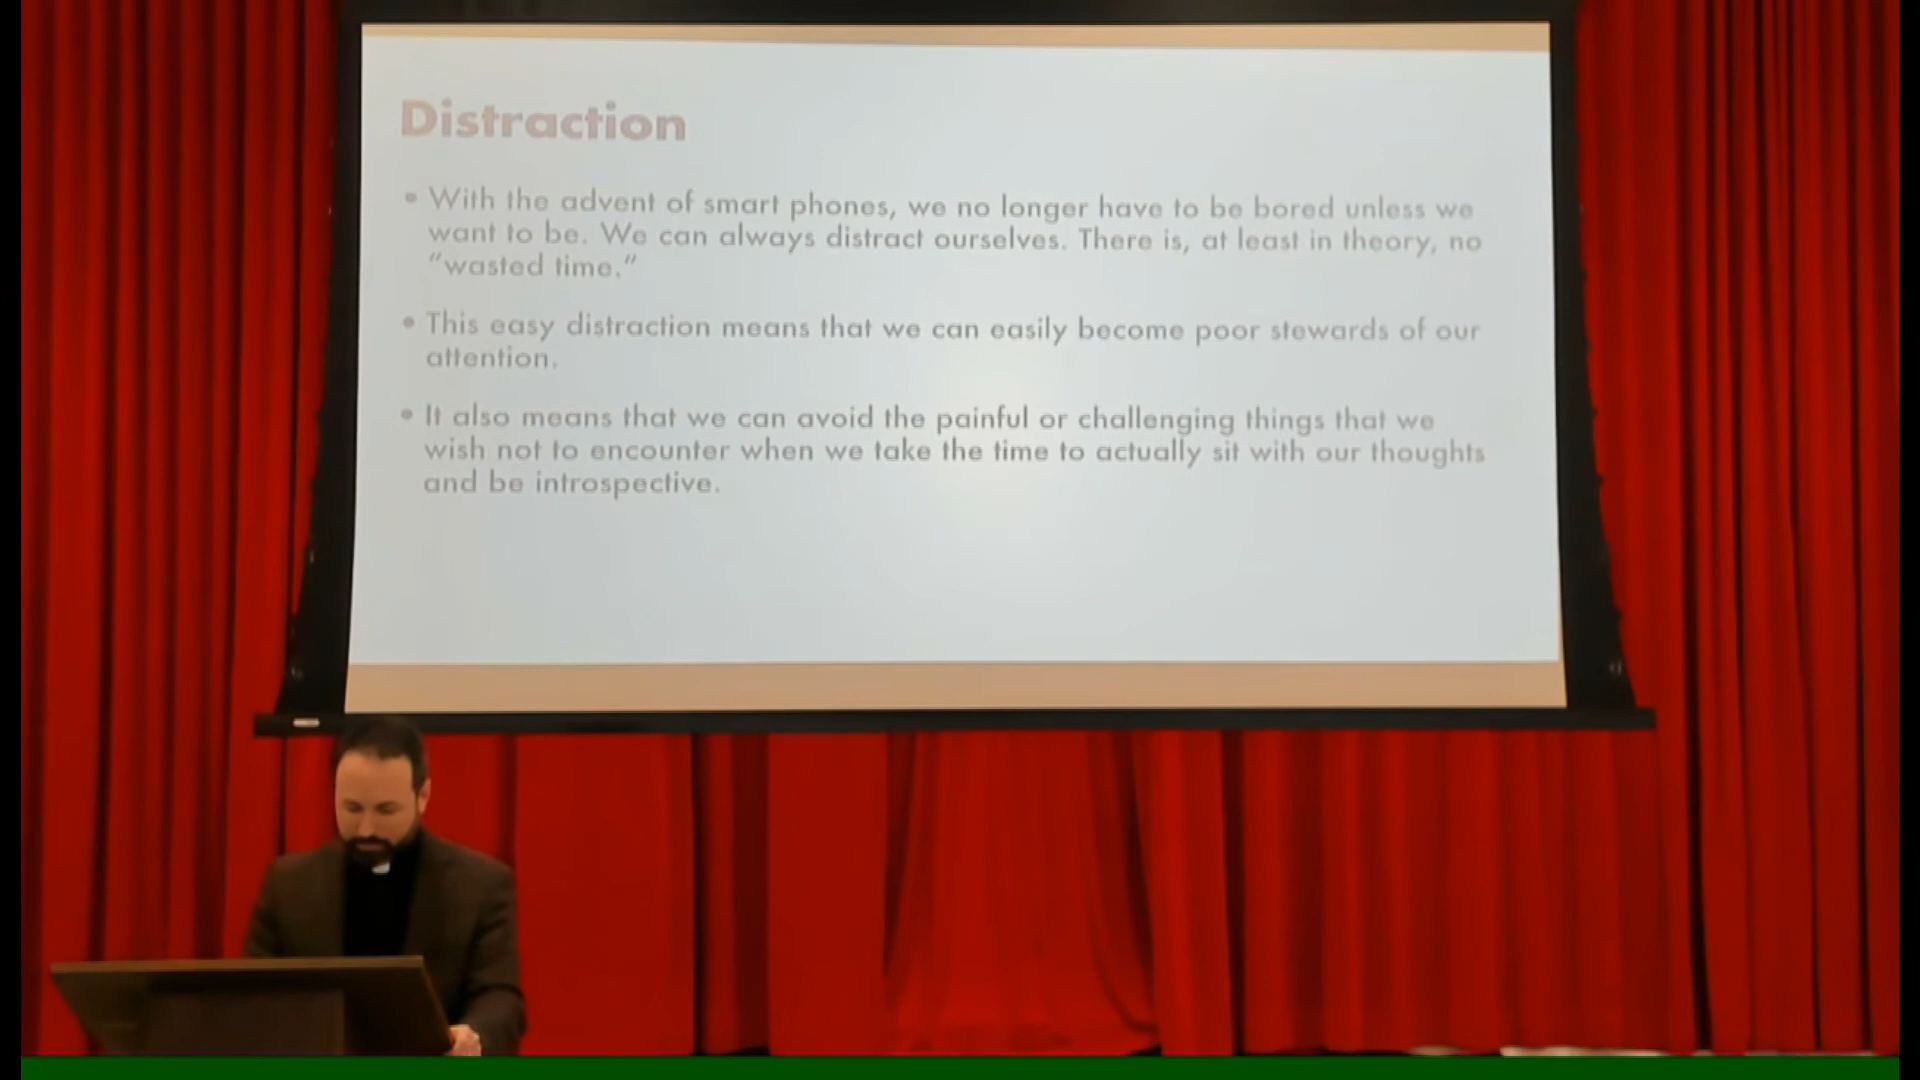 Distraction
• With the advent of smart phones, we no longer have to be bored unless we
want to be. We can always distract ourselves. There is, at least in theory, no
"wasted time."
• This easy distraction means that we can easily become poor stewards of our
attention.
• It also means that we can avoid the painful or challenging things that we
wish not to encounter when we take the time to actually sit with our thoughts
and be introspective.